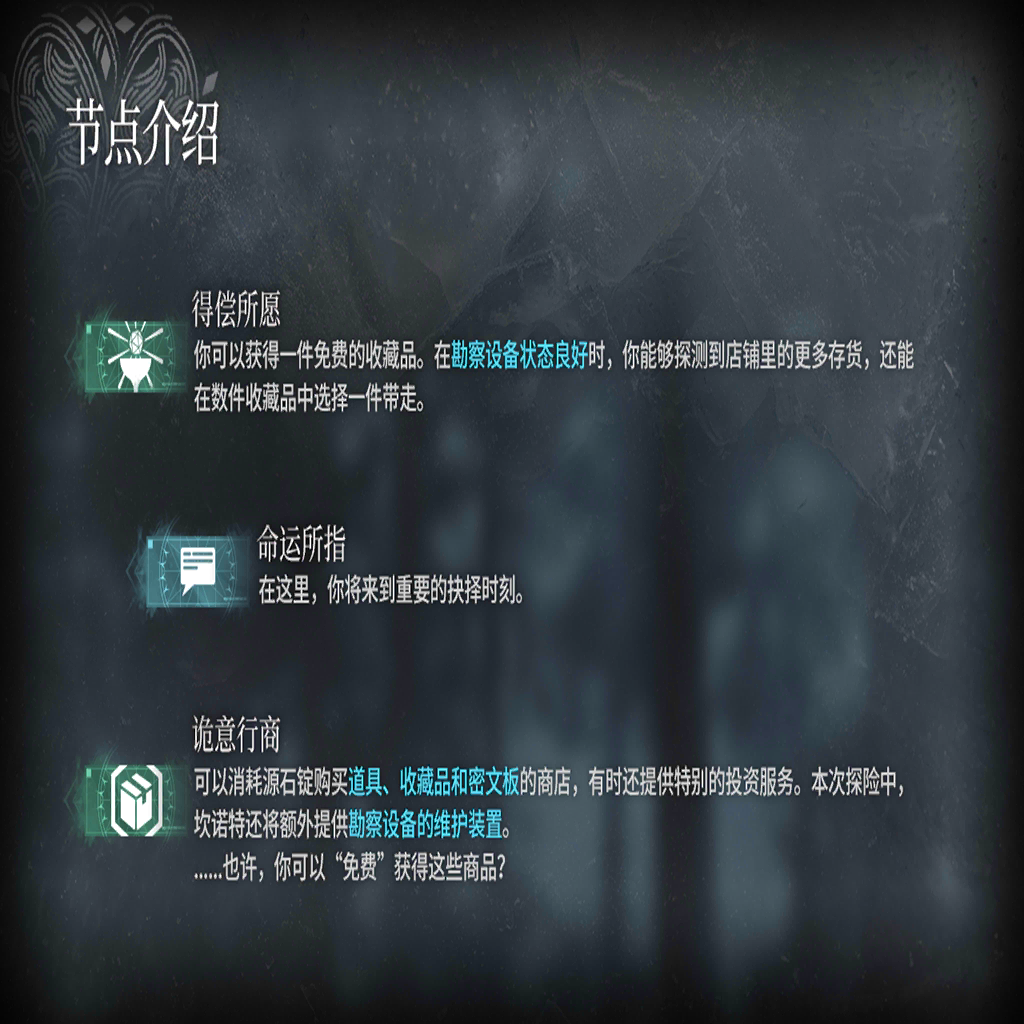 节点介绍
得偿所愿
你可以获得一件免费的收藏品。在勘察设备状态良好时，你能够探测到店铺里的更多存货，还能
在数件收藏品中选择一件带走。
命运所指
在这里，你将来到重要的抉择时刻。
诡意行商
可以消耗源石锭购买道具、收藏品和密文板的商店，有时还提供特别的投资服务。本次探险中，
坎诺特还将额外提供勘察设备的维护装置。
......也许，你可以“免费”获得这些商品？